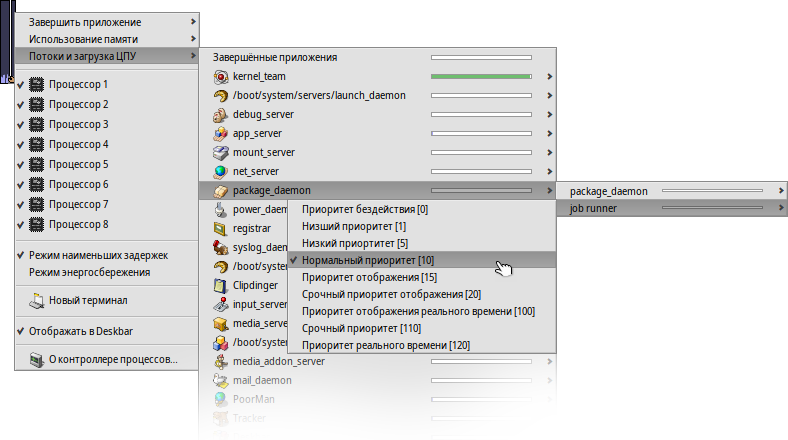 Завершить приложение
Использование памяти
Потоки и загрузка ЦПУ
Процессор 1
Процессор 2
Процессор 3
Процессор 4
Процессор 5
Процессор 6
Процессор 7
Процессор 8
Режим наименьших задержек
Режим энергосбережения
Новый терминал
Отображать в Deskbar
О контроллере процессов...
Завершённые приложения
kernel_team
/boot/system/servers/launch_daemon
debug_server
app_server
mount_server
net_server
package_daemon
power_daem
registrar
syslog_daem
/boot/syste
Clipdinger
input_server
media_serve
/boot/syste
media_addon_server
mail_daemon
PoorMan
Tracker
package_daemon
job runner
Приоритет бездействия [0]
Низший приоритет [1]
Низкий приортитет [5]
Нормальный приоритет [10]
Приоритет отображения [15]
Срочный приоритет отображения [20]
Приоритет отображения реального времени [100]
Срочный приоритет [110]
Приоритет реального времени [120]